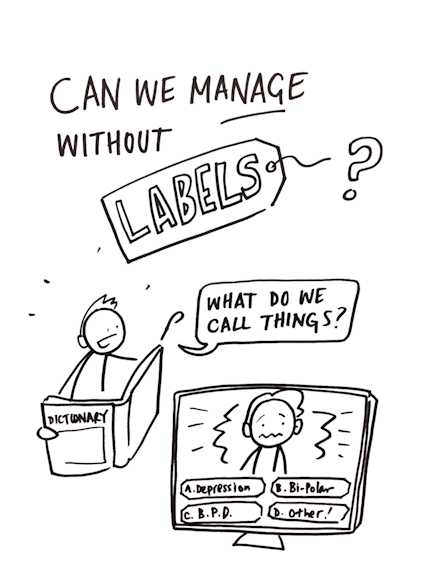 CAN WE MANAGE
WITHOUT
LABELS ?
WHAT DO WE
CALL THINGS?
DICTIONARY
A. Depression
B. Bi-Polar
C. B.P.D.
D. Other!